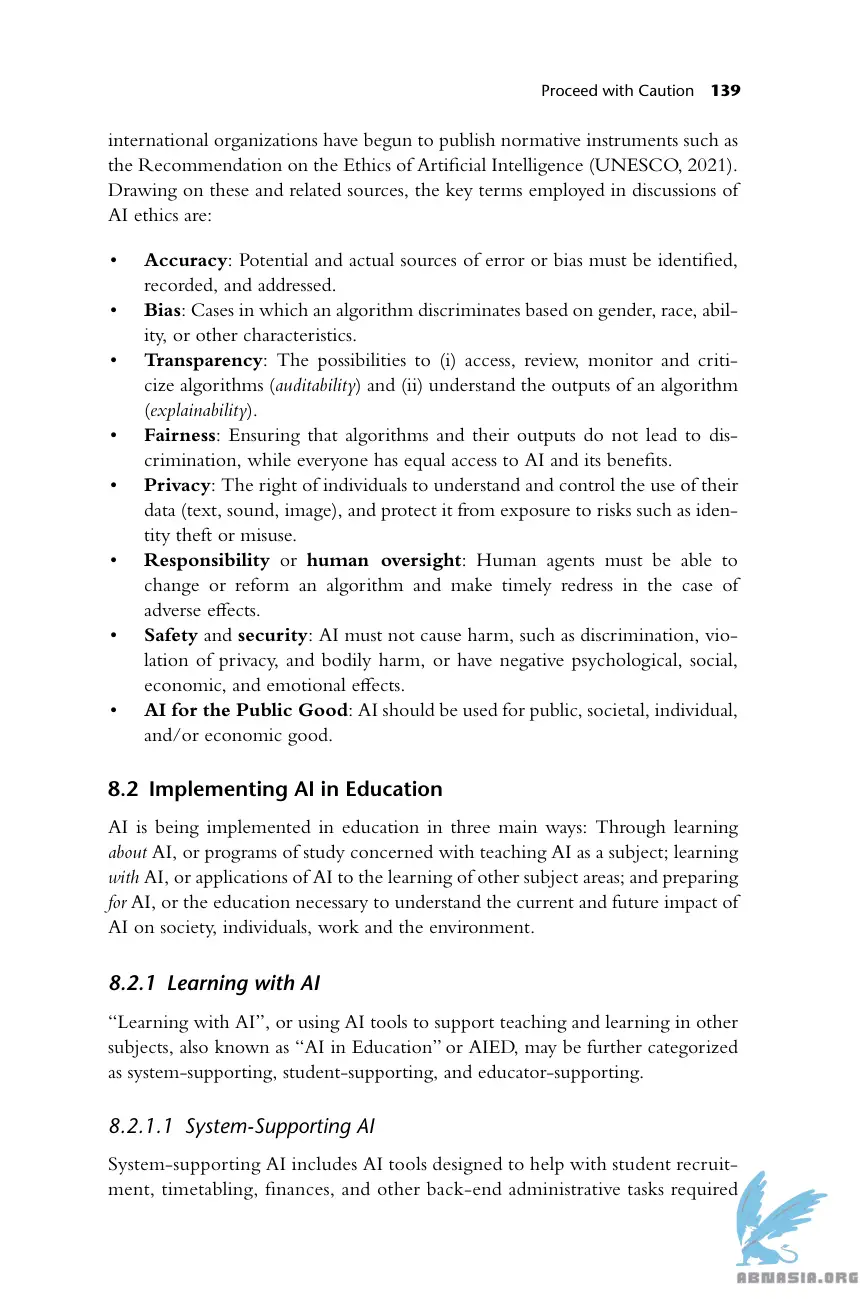 Proceed with Caution 139
international organizations have begun to publish normative instruments such as
the Recommendation on the Ethics of Artificial Intelligence (UNESCO, 2021).
Drawing on these and related sources, the key terms employed in discussions of
AI ethics are:
• Accuracy: Potential and actual sources of error or bias must be identified,
recorded, and addressed.
• Bias: Cases in which an algorithm discriminates based on gender, race, abil-
ity, or other characteristics.
• Transparency: The possibilities to (i) access, review, monitor and criti-
cize algorithms (auditability) and (ii) understand the outputs of an algorithm
(explainability).
• Fairness: Ensuring that algorithms and their outputs do not lead to dis-
crimination, while everyone has equal access to AI and its benefits.
• Privacy: The right of individuals to understand and control the use of their
data (text, sound, image), and protect it from exposure to risks such as iden-
tity theft or misuse.
• Responsibility or human oversight: Human agents must be able to
change or reform an algorithm and make timely redress in the case of
adverse effects.
• Safety and security: AI must not cause harm, such as discrimination, vio-
lation of privacy, and bodily harm, or have negative psychological, social,
economic, and emotional effects.
• AI for the Public Good: AI should be used for public, societal, individual,
and/or economic good.
8.2 Implementing AI in Education
AI is being implemented in education in three main ways: Through learning
about AI, or programs of study concerned with teaching AI as a subject; learning
with AI, or applications of AI to the learning of other subject areas; and preparing
for AI, or the education necessary to understand the current and future impact of
AI on society, individuals, work and the environment.
8.2.1 Learning with AI
“Learning with AI”, or using AI tools to support teaching and learning in other
subjects, also known as “AI in Education” or AIED, may be further categorized
as system-supporting, student-supporting, and educator-supporting.
8.2.1.1 System-Supporting AI
System-supporting AI includes AI tools designed to help with student recruit-
ment, timetabling, finances, and other back-end administrative tasks required
ABNASIA.ORG